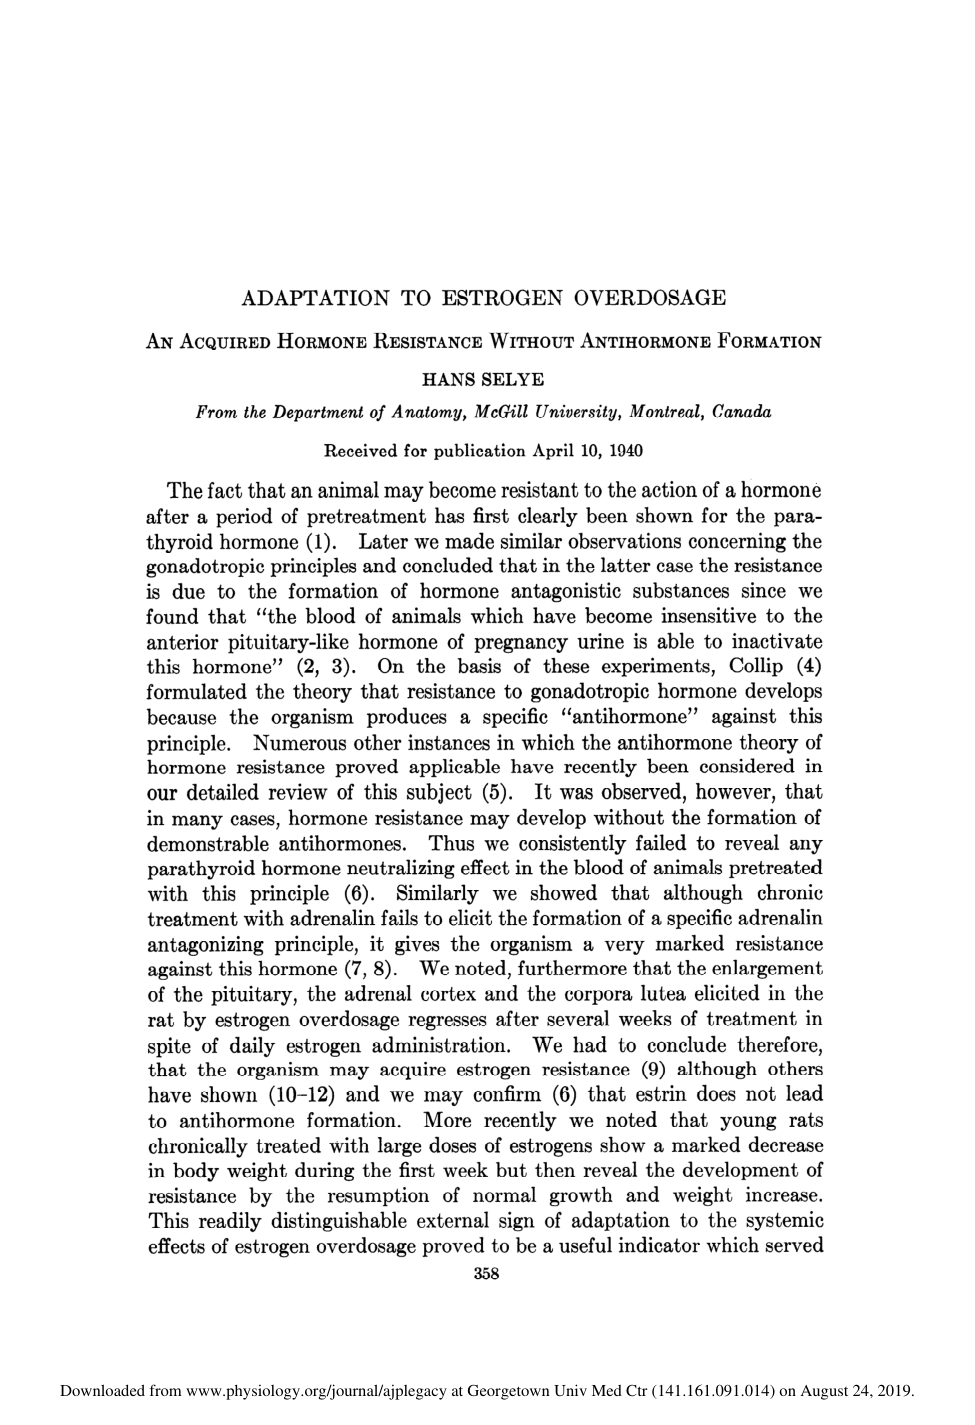 ADAPTATION TO ESTROGEN OVERDOSAGE
AN ACQUIRED HORMONE RESISTANCE WITHOUT ANTIHORMONE FORMATION
HANS SELYE
From the Department of Anatomy, McGill University, Montreal, Canada
Received for publication April 10, 1940
The fact that an animal may become resistant to the action of a hormone
after a period of pretreatment has first clearly been shown for the para-
thyroid hormone (1). Later we made similar observations concerning the
gonadotropic principles and concluded that in the latter case the resistance
is due to the formation of hormone antagonistic substances since we
found that “the blood of animals which have become insensitive to the
anterior pituitary-like hormone of pregnancy urine is able to inactivate
this hormone” (2, 3). On the basis of these experiments, Collip (4)
formulated the theory that resistance to gonadotropic hormone develops
because the organism produces a specific “antihormone” against this
principle. Numerous other instances in which the antihormone theory of
hormone resistance proved applicable have recently been considered in
our detailed review of this subject (5). It was observed, however, that
in many cases, hormone resistance may develop without the formation of
demonstrable antihormones. Thus we consistently failed to reveal any
parathyroid hormone neutralizing effect in the blood of animals pretreated
with this principle (6). Similarly we showed that although chronic
treatment with adrenalin fails to elicit the formation of a specific adrenalin
antagonizing principle, it gives the organism a very marked resistance
against this hormone (7, 8). We noted, furthermore that the enlargement
of the pituitary, the adrenal cortex and the corpora lutea elicited in the
rat by estrogen overdosage regresses after several weeks of treatment in
spite of daily estrogen administration. We had to conclude therefore,
that the organism may acquire estrogen resistance (9) although others
have shown (10–12) and we may confirm (6) that estrin does not lead
to antihormone formation. More recently we noted that young rats
chronically treated with large doses of estrogens show a marked decrease
in body weight during the first week but then reveal the development of
resistance by the resumption of normal growth and weight increase.
This readily distinguishable external sign of adaptation to the systemic
effects of estrogen overdosage proved to be a useful indicator which served
358
Downloaded from www.physiology.org/journal/ajplegacy at Georgetown Univ Med Ctr (141.161.091.014) on August 24, 2019.